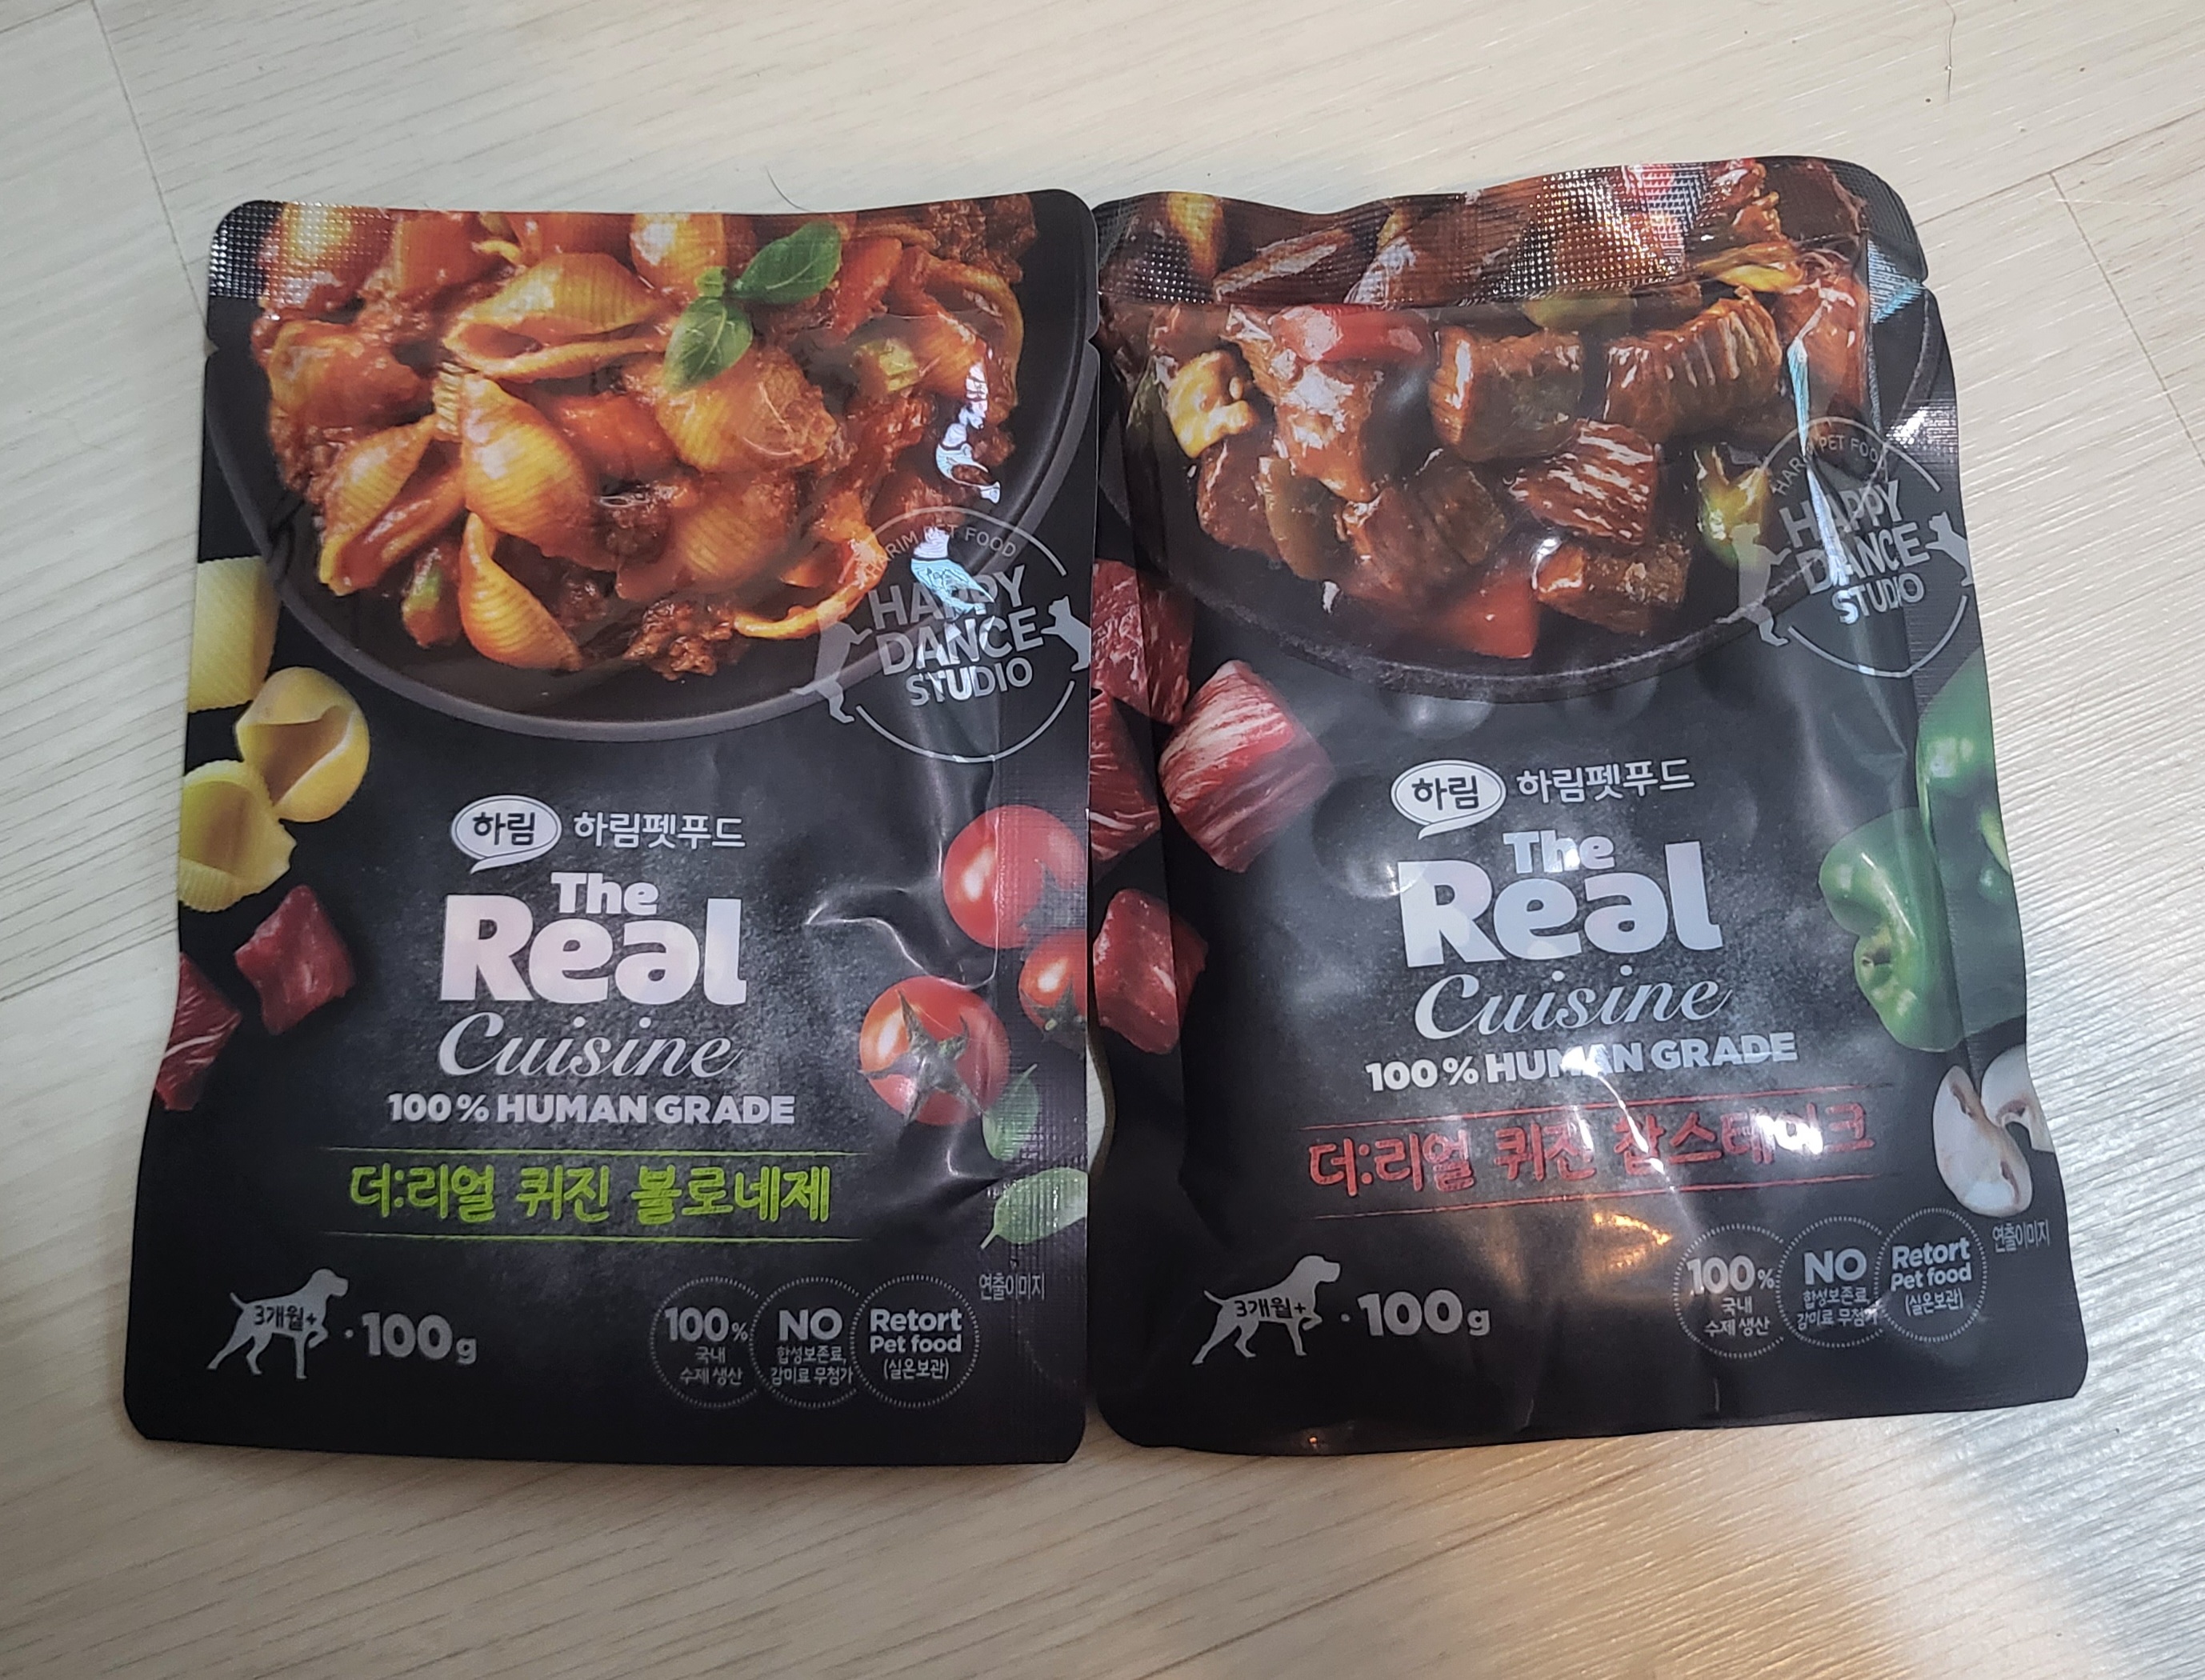 HARIM PET FOOD
HAPPY
DANCE
STUDIO
하림 하림펫푸드
The
Real
Cuisine
100% HUMAN GRADE
더:리얼 퀴진 볼로네제
연출이미지
3개월+ · 100g
100%
국내
수제 생산
NO
합성보존료,
감미료 무첨가
Retort
Pet food
(실온보관)
HARIM PET FOOD
HAPPY
DANCE
STUDIO
하림 하림펫푸드
The
Real
Cuisine
100% HUMAN GRADE
더:리얼 퀴진 찹스테이크
연출이미지
3개월+ · 100g
100%
국내
수제 생산
NO
합성보존료,
감미료 무첨가
Retort
Pet food
(실온보관)